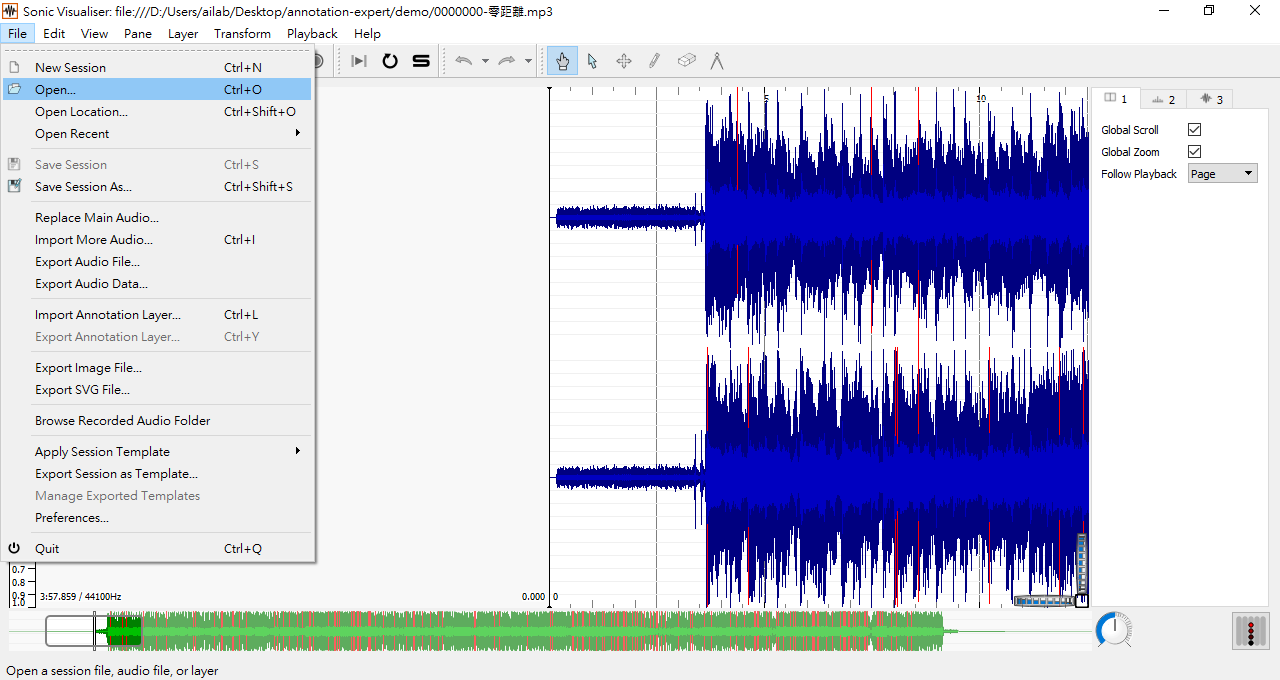 Sonic Visualiser: file:///D:/Users/ailab/Desktop/annotation-expert/demo/0000000-零距離.mp3
File Edit View Pane Layer Transform Playback Help
New Session Ctrl+N
Open... Ctrl+O
Open Location... Ctrl+Shift+O
Open Recent
Save Session Ctrl+S
Save Session As... Ctrl+Shift+S
Replace Main Audio...
Import More Audio... Ctrl+I
Export Audio File...
Export Audio Data...
Import Annotation Layer... Ctrl+L
Export Annotation Layer... Ctrl+Y
Export Image File...
Export SVG File...
Browse Recorded Audio Folder
Apply Session Template
Export Session as Template...
Manage Exported Templates
Preferences...
Quit Ctrl+Q
5 10
1 2 3
Global Scroll
Global Zoom
Follow Playback Page
0.7
0.8
0.9
1.0
3:57.859 / 44100Hz 0.000 0
Open a session file, audio file, or layer